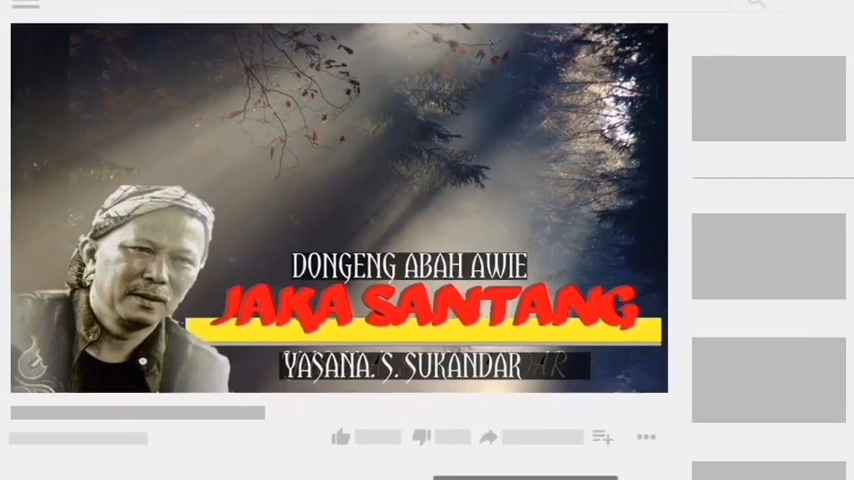 DONGENG ABAH AWIE
JAKA SANTANG
YASANA. S. SUKANDAR